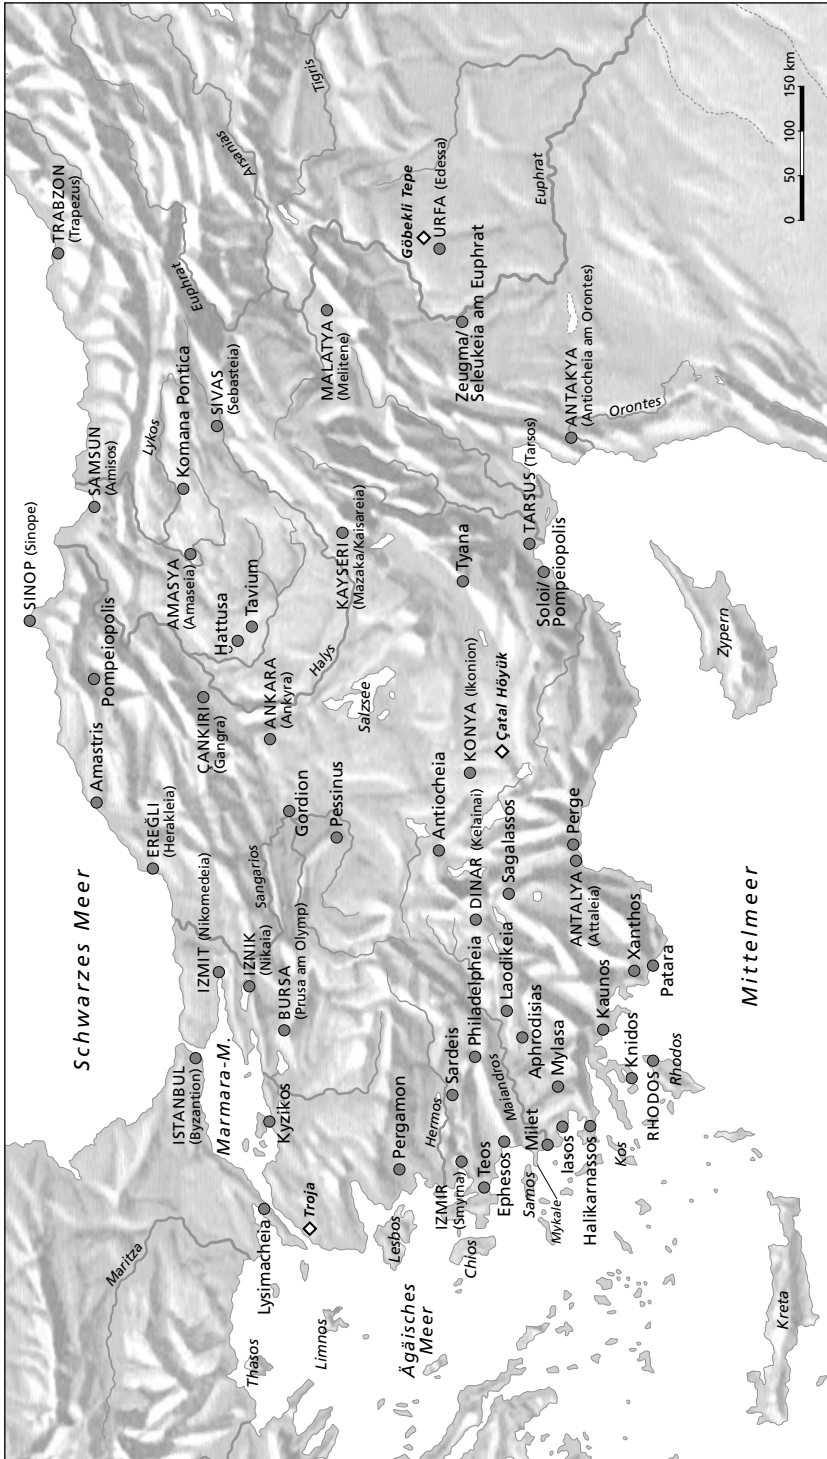 Schwarzes Meer
SINOP (Sinope)
TRABZON
(Trapezus)
SAMSUN
(Amisos)
Amastris
Pompeiopolis
EREĞLI
(Herakleia)
Lykos
Komana Pontica
Euphrat
Arsanias
Tigris
AMASYA
(Amaseia)
SIVAS
(Sebasteia)
ÇANKIRI
(Gangra)
Hattusa
Tavium
ISTANBUL
(Byzantion)
IZMIT (Nikomedeia)
IZNIK
(Nikaia)
Sangarios
Marmara-M.
Maritza
BURSA
(Prusa am Olymp)
Kyzikos
Lysimacheia
Troja
Thasos
Limnos
Gordion
ANKARA
(Ankyra)
Halys
Pessinus
Salzsee
KAYSERI
(Mazaka/Kaisareia)
MALATYA
(Melitene)
Göbekli Tepe
URFA (Edessa)
Zeugma/
Seleukeia am Euphrat
Euphrat
Ägäisches
Meer
Lesbos
Pergamon
Hermos
Chios
IZMIR
(Smyrna)
Sardeis
Teos
Philadelpheia
Antiocheia
DINAR (Kelainai)
KONYA (Ikonion)
Çatal Höyük
Tyana
Ephesos
Maiandros
Laodikeia
Sagalassos
Samos
Mykale
Milet
Aphrodisias
Mylasa
Iasos
Halikarnassos
Kos
Knidos
Kaunos
RHODOS
Rhodos
Xanthos
Patara
ANTALYA
(Attaleia)
Perge
Soloi/
Pompeiopolis
TARSUS (Tarsos)
ANTAKYA
(Antiocheia am Orontes)
Orontes
Zypern
Mittelmeer
Kreta
0 50 100 150 km